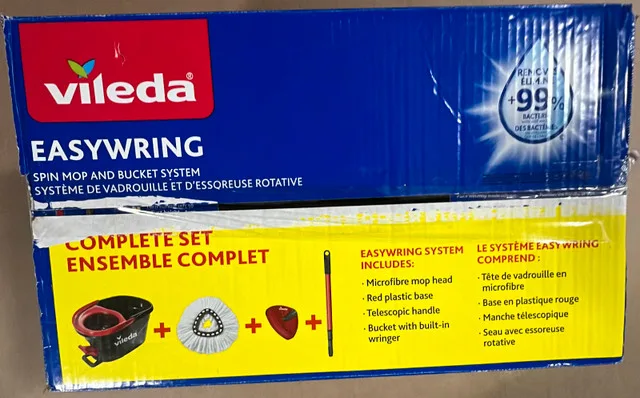 vileda®
EASYWRING
SPIN MOP AND BUCKET SYSTEM
SYSTÈME DE VADROUILLE ET D'ESSOREUSE ROTATIVE
REMOVES
ÉLIMINE
+99%
BACTERIA
DES BACTÉRIES
COMPLETE SET
ENSEMBLE COMPLET
vileda
EASYWRING SYSTEM
INCLUDES:
· Microfibre mop head
· Red plastic base
· Telescopic handle
· Bucket with built-in
wringer
LE SYSTÈME EASYWRING
COMPREND :
· Tête de vadrouille en
microfibre
· Base en plastique rouge
· Manche télescopique
· Seau avec essoreuse
rotative